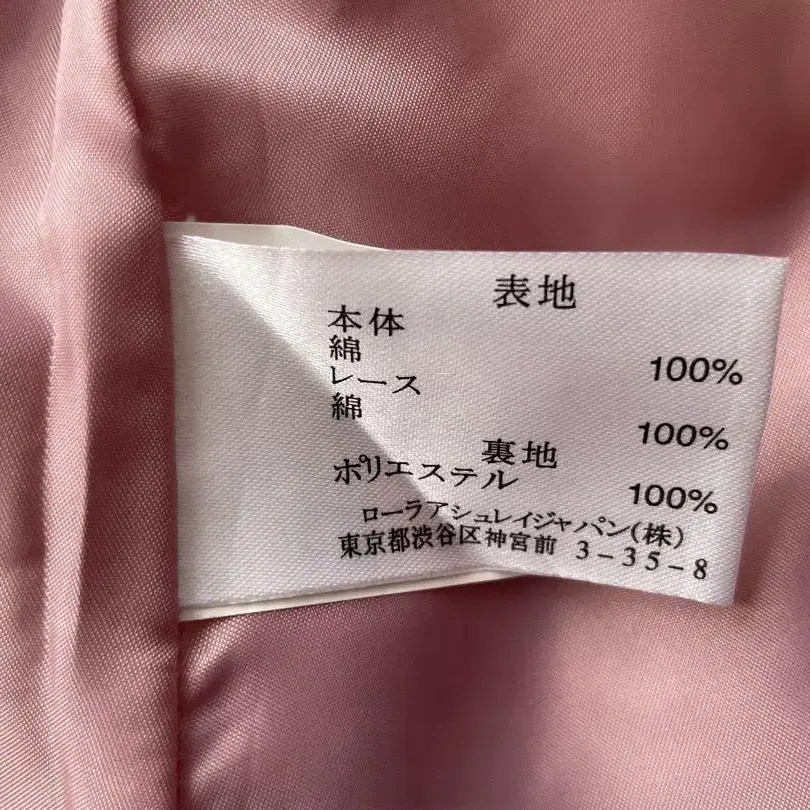 表地
本体
綿 100%
レース
綿 100%
裏地
ポリエステル 100%
ローラアシュレイジャパン(株)
東京都渋谷区神宮前 3-35-8